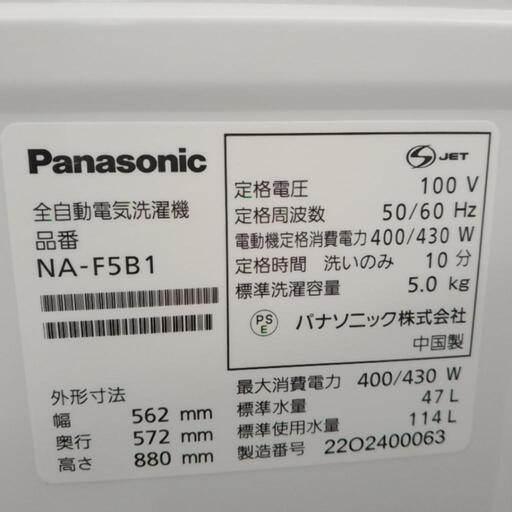 Panasonic
全自動電気洗濯機
品番
NA-F5B1
外形寸法
幅 562 mm
奥行 572 mm
高さ 880 mm
S JET
定格電圧 100 V
定格周波数 50/60 Hz
電動機定格消費電力 400/430 W
定格時間 洗いのみ 10 分
標準洗濯容量 5.0 kg
PS E パナソニック株式会社
中国製
最大消費電力 400/430 W
標準水量 47 L
標準使用水量 114 L
製造番号 22O2400063